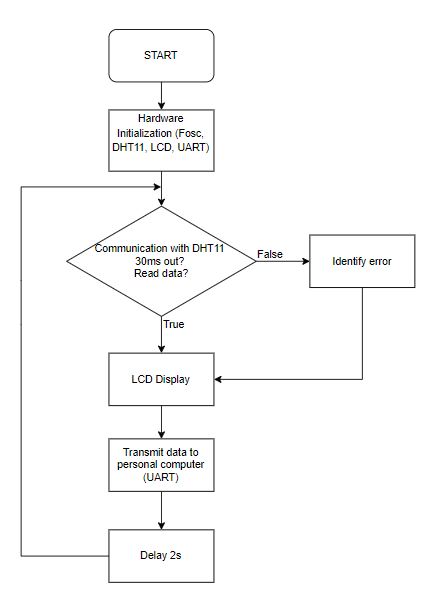 START
Hardware
Initialization (Fosc,
DHT11, LCD, UART)
Communication with DHT11
30ms out?
Read data?
False
Identify error
True
LCD Display
Transmit data to
personal computer
(UART)
Delay 2s